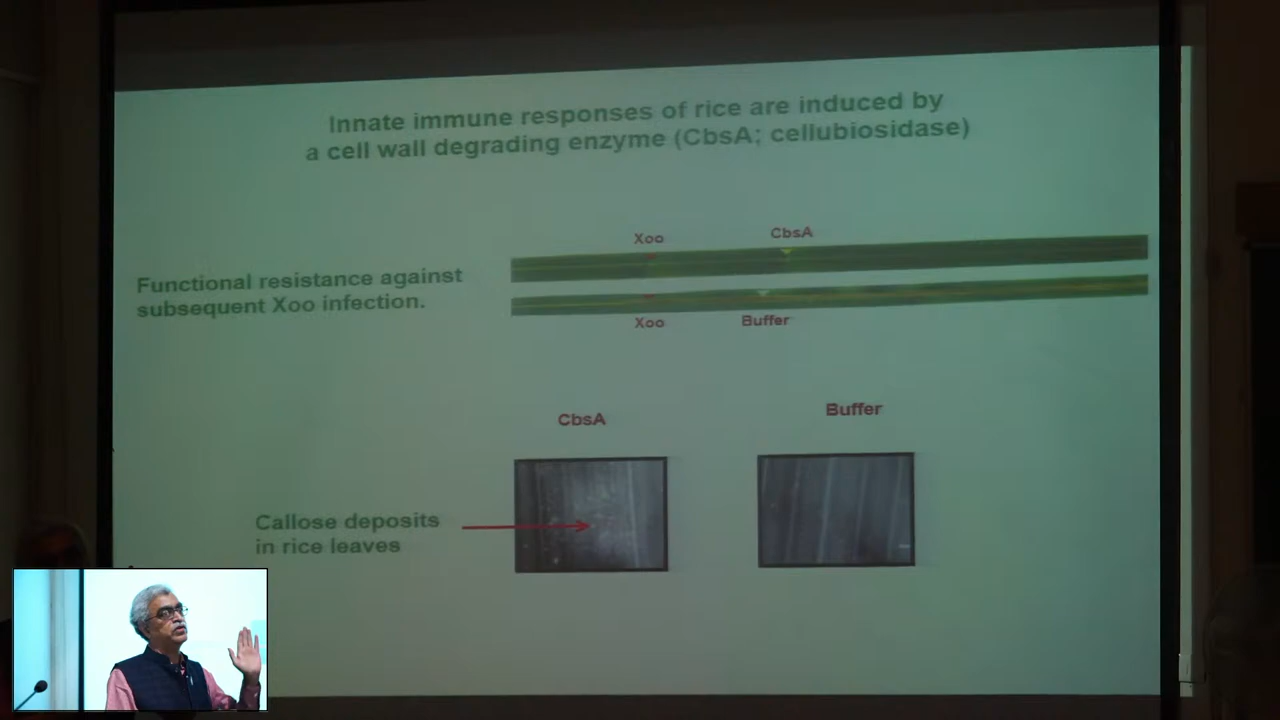 Innate immune responses of rice are induced by
a cell wall degrading enzyme (CbsA; cellubiosidase)
Xoo
CbsA
Functional resistance against
subsequent Xoo infection.
Xoo
Buffer
CbsA
Buffer
Callose deposits
in rice leaves